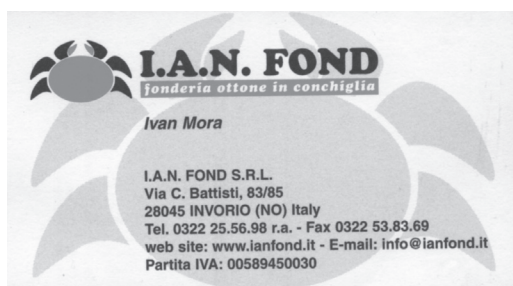 I.A.N. FOND
fonderia ottone in conchiglia
Ivan Mora
I.A.N. FOND S.R.L.
Via C. Battisti, 83/85
28045 INVORIO (NO) Italy
Tel. 0322 25.56.98 r.a. - Fax 0322 53.83.69
web site: www.ianfond.it - E-mail: info@ianfond.it
Partita IVA: 00589450030